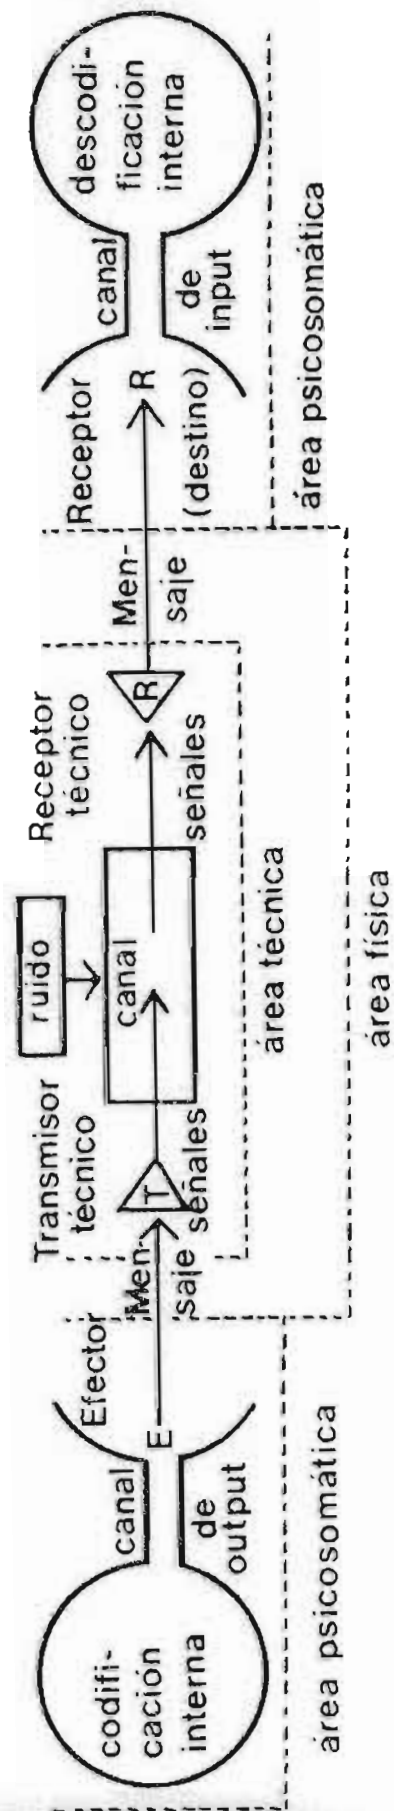 codifi-
cación
interna
canal
de
output
Efector
E
Men-
saje
Transmisor
técnico
T
señales
ruido
canal
señales
Receptor
técnico
R
Men-
saje
Receptor
R
(destino)
canal
de
input
descodi-
ficación
interna
área psicosomática
área técnica
área física
área psicosomática